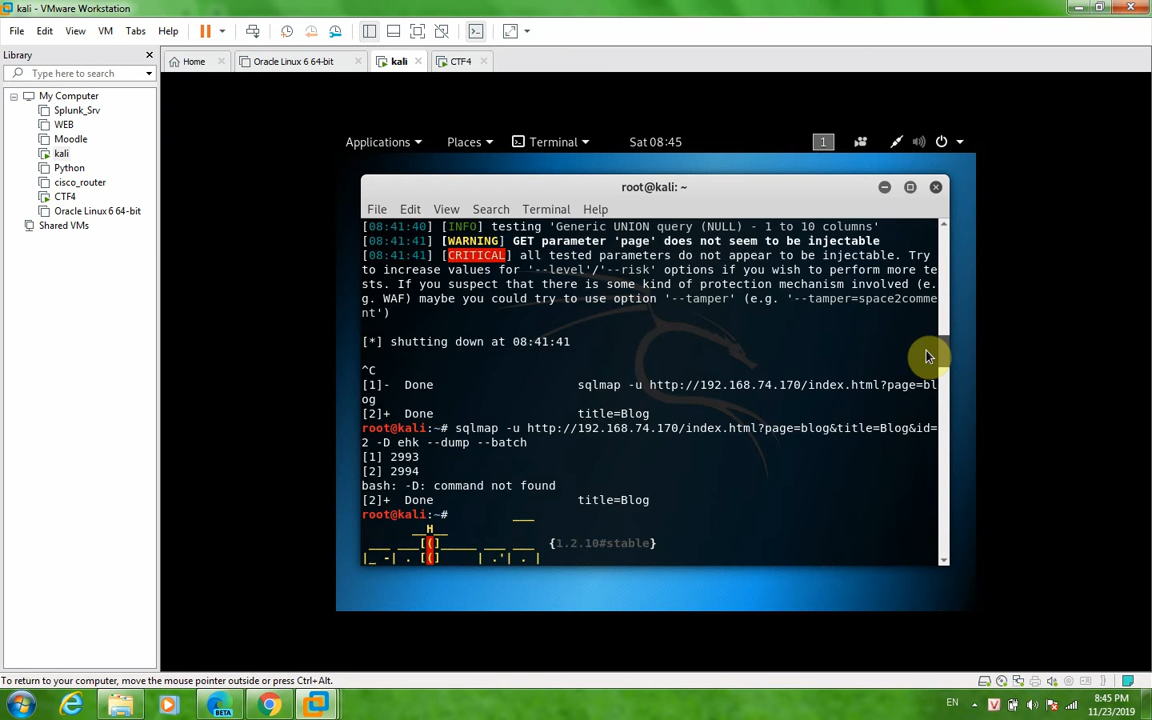 kali - VMware Workstation
File Edit View VM Tabs Help
Library
Type here to search
My Computer
Splunk_Srv
WEB
Moodle
kali
Python
cisco_router
CTF4
Oracle Linux 6 64-bit
Shared VMs
Home Oracle Linux 6 64-bit kali CTF4
Applications Places Terminal Sat 08:45 1
root@kali: ~
File Edit View Search Terminal Help
[08:41:40] [INFO] testing 'Generic UNION query (NULL) - 1 to 10 columns'
[08:41:41] [WARNING] GET parameter 'page' does not seem to be injectable
[08:41:41] [CRITICAL] all tested parameters do not appear to be injectable. Try
to increase values for '--level'/'--risk' options if you wish to perform more te
sts. If you suspect that there is some kind of protection mechanism involved (e.
g. WAF) maybe you could try to use option '--tamper' (e.g. '--tamper=space2comme
nt')
[*] shutting down at 08:41:41
^C
[1]- Done sqlmap -u http://192.168.74.170/index.html?page=bl
og
[2]+ Done title=Blog
root@kali:~# sqlmap -u http://192.168.74.170/index.html?page=blog&title=Blog&id=
2 -D ehk --dump --batch
[1] 2993
[2] 2994
bash: -D: command not found
[2]+ Done title=Blog
root@kali:~# ___
__H__
___ ___[(]_____ ___ ___ {1.2.10#stable}
|_ -| . [(] | .'| . |
To return to your computer, move the mouse pointer outside or press Ctrl+Alt.
BETA
EN
8:45 PM
11/23/2019